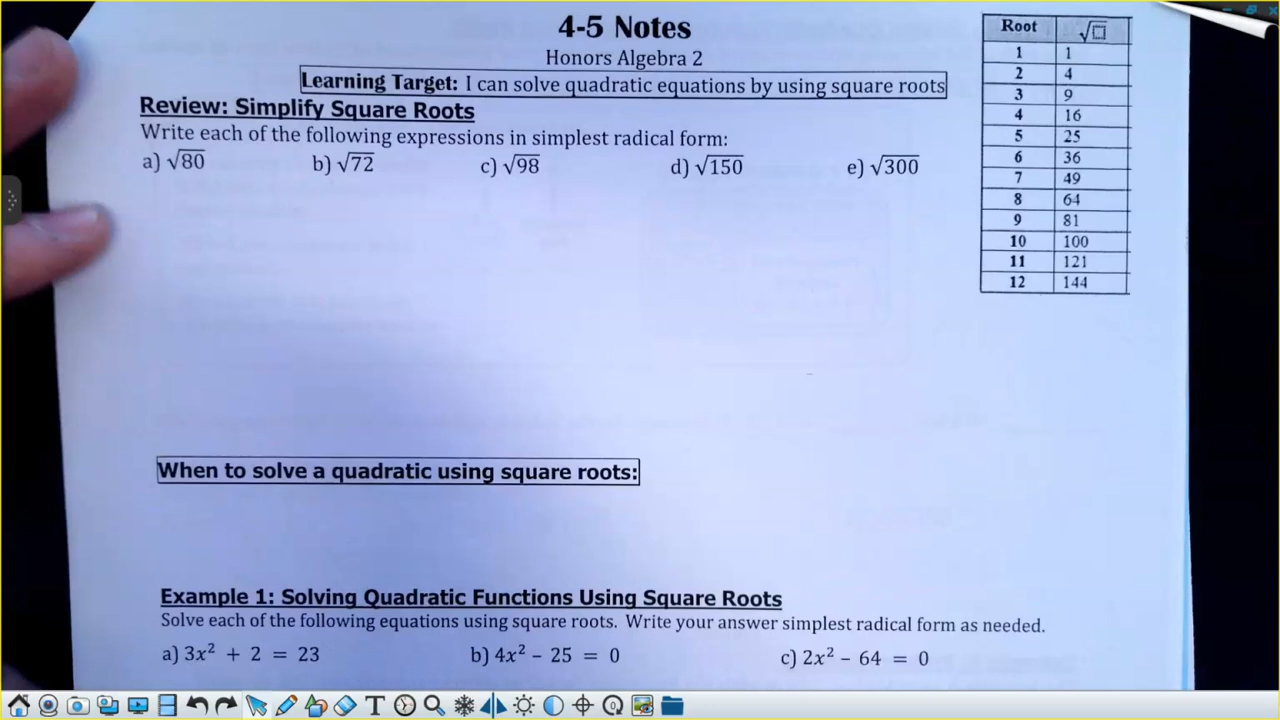 4-5 Notes
Honors Algebra 2
Learning Target: I can solve quadratic equations by using square roots
Review: Simplify Square Roots
Write each of the following expressions in simplest radical form:
a) √80 b) √72 c) √98 d) √150 e) √300
Root √□
1 1
2 4
3 9
4 16
5 25
6 36
7 49
8 64
9 81
10 100
11 121
12 144
When to solve a quadratic using square roots:
Example 1: Solving Quadratic Functions Using Square Roots
Solve each of the following equations using square roots. Write your answer simplest radical form as needed.
a) 3x² + 2 = 23 b) 4x² – 25 = 0 c) 2x² – 64 = 0